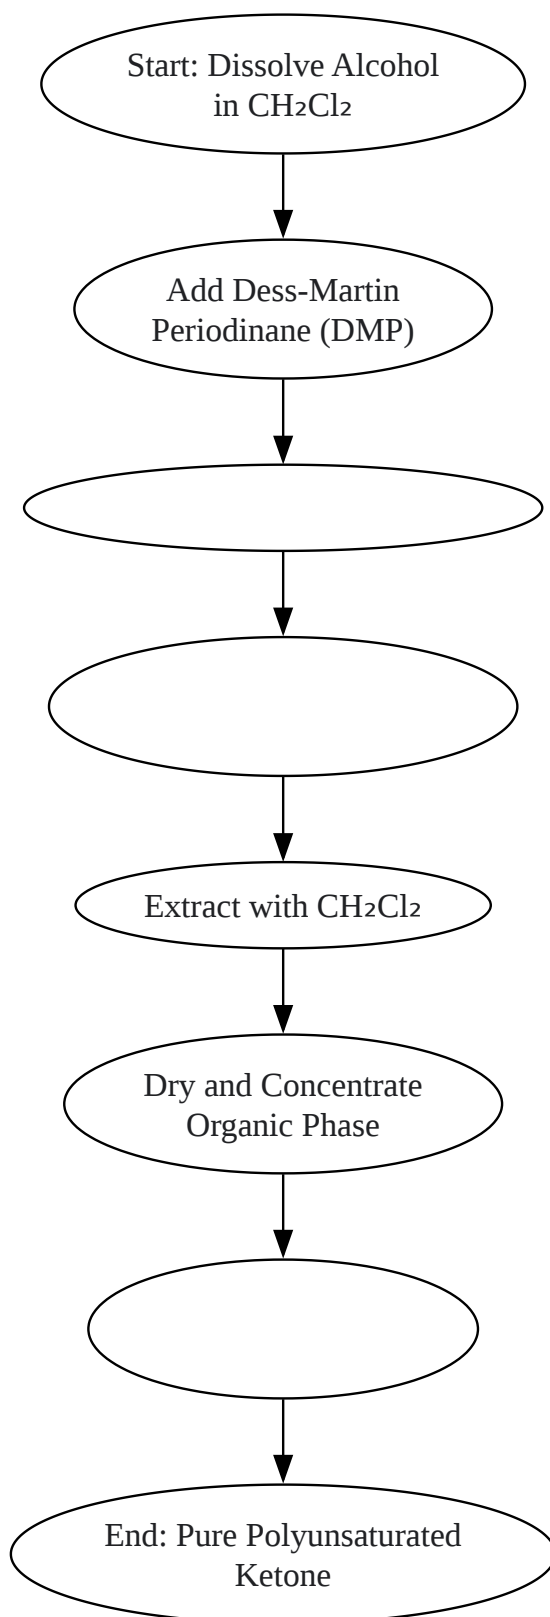 Start: Dissolve Alcohol
in CH₂Cl₂
Add Dess-Martin
Periodinane (DMP)
Extract with CH₂Cl₂
Dry and Concentrate
Organic Phase
End: Pure Polyunsaturated
Ketone